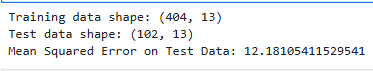 Training data shape: (404, 13)
Test data shape: (102, 13)
Mean Squared Error on Test Data: 12.18105411529541